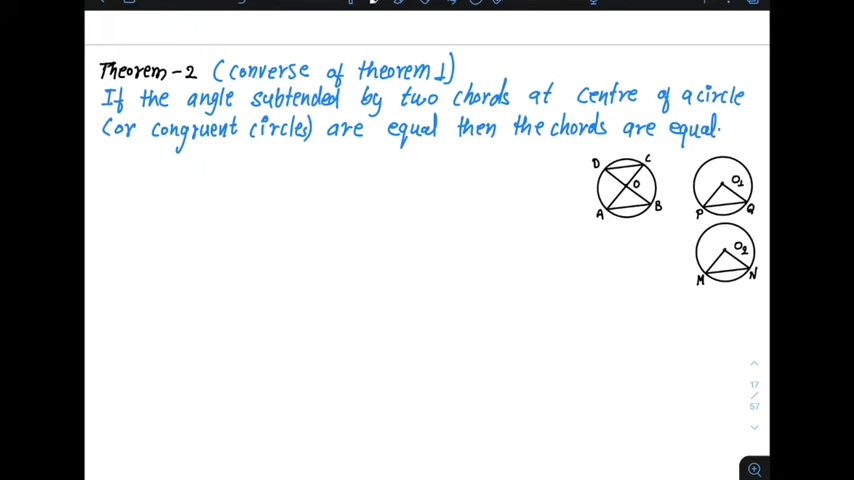 Theorem-2 (converse of theorem 1)
If the angle subtended by two chords at centre of a circle
(or congruent circles) are equal then the chords are equal.
D C
O
A B
O1
P Q
O2
M N
17
/
57